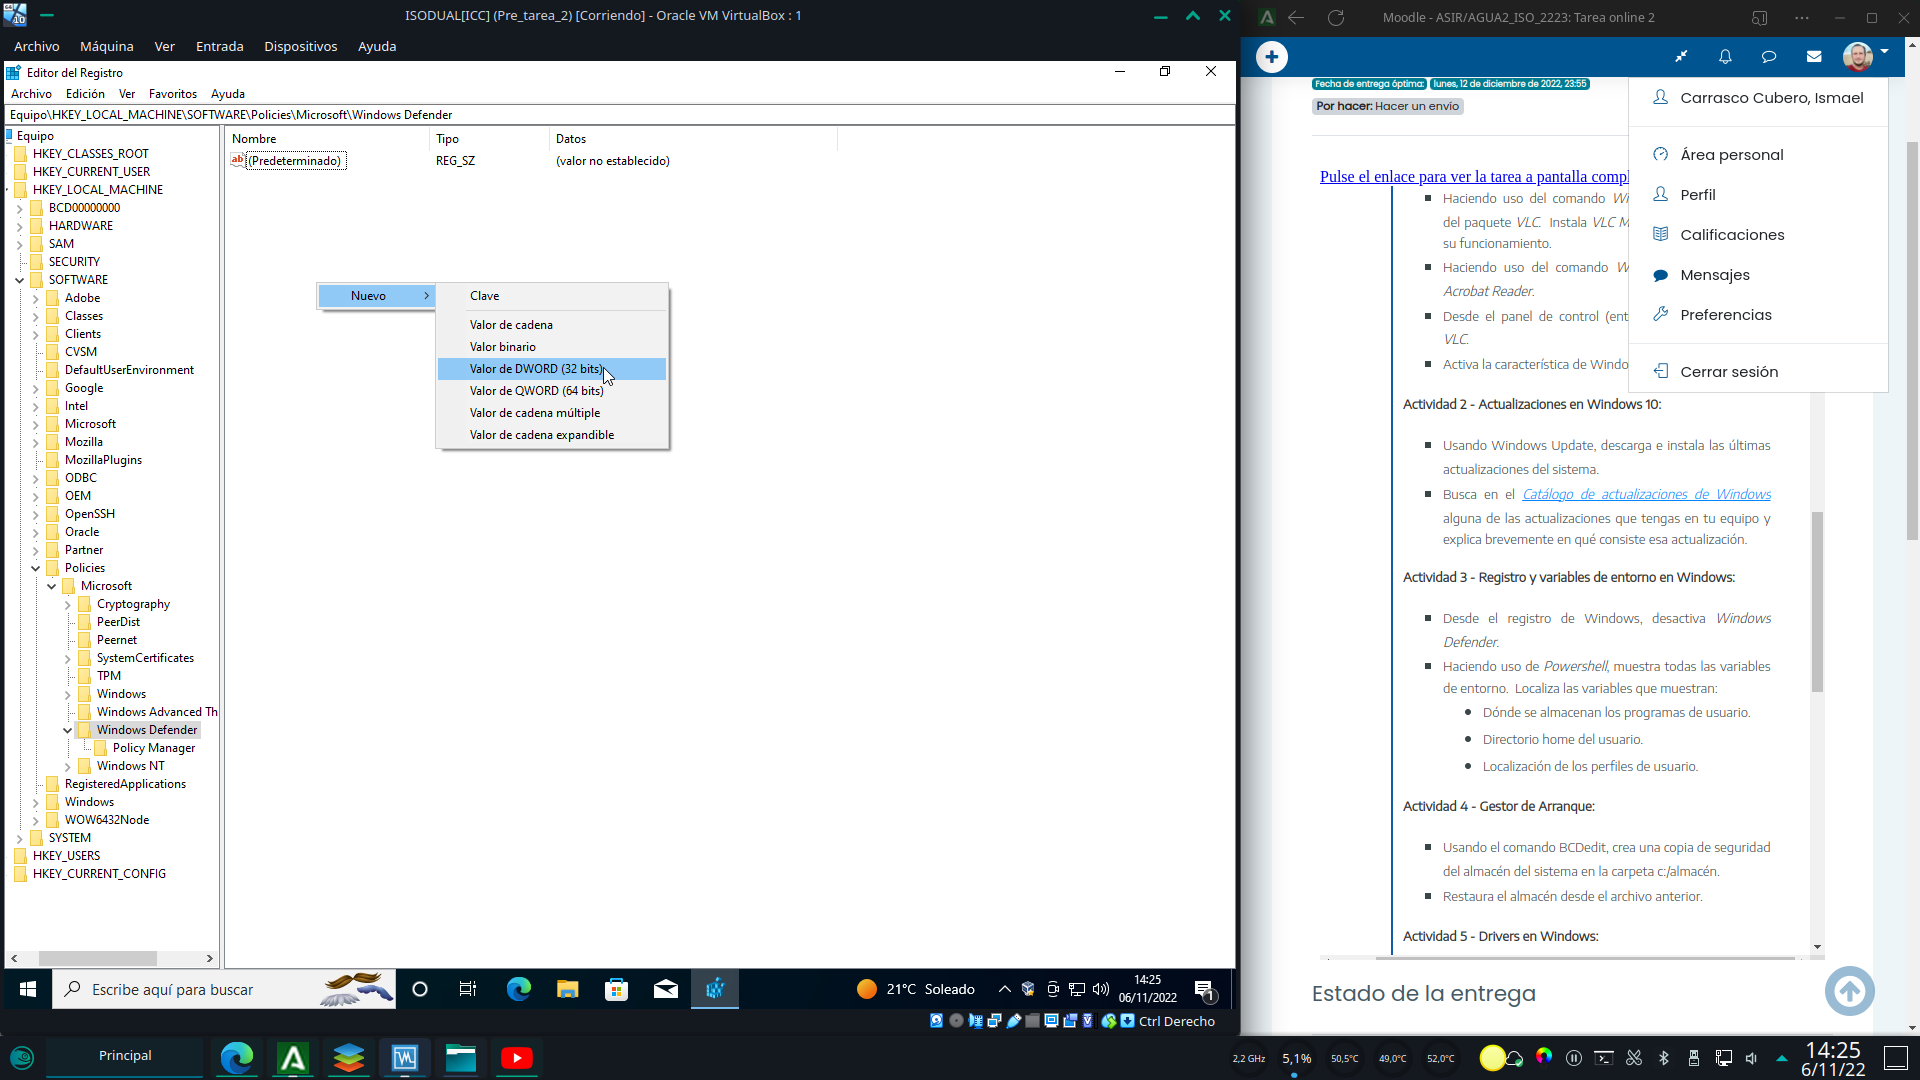 ISODUAL[ICC] (Pre_tarea_2) [Corriendo] - Oracle VM VirtualBox : 1
Archivo Máquina Ver Entrada Dispositivos Ayuda
Editor del Registro
Archivo Edición Ver Favoritos Ayuda
Equipo\HKEY_LOCAL_MACHINE\SOFTWARE\Policies\Microsoft\Windows Defender
Equipo
HKEY_CLASSES_ROOT
HKEY_CURRENT_USER
HKEY_LOCAL_MACHINE
BCD00000000
HARDWARE
SAM
SECURITY
SOFTWARE
Adobe
Classes
Clients
CVSM
DefaultUserEnvironment
Google
Intel
Microsoft
Mozilla
MozillaPlugins
ODBC
OEM
OpenSSH
Oracle
Partner
Policies
Microsoft
Cryptography
PeerDist
Peernet
SystemCertificates
TPM
Windows
Windows Advanced Th
Windows Defender
Policy Manager
Windows NT
RegisteredApplications
Windows
WOW6432Node
SYSTEM
HKEY_USERS
HKEY_CURRENT_CONFIG
Nombre Tipo Datos
(Predeterminado) REG_SZ (valor no establecido)
Nuevo
Clave
Valor de cadena
Valor binario
Valor de DWORD (32 bits)
Valor de QWORD (64 bits)
Valor de cadena múltiple
Valor de cadena expandible
Escribe aquí para buscar
21°C Soleado
14:25
06/11/2022
1
Ctrl Derecho
Moodle - ASIR/AGUA2_ISO_2223: Tarea online 2
Fecha de entrega óptima: lunes, 12 de diciembre de 2022, 23:55
Por hacer: Hacer un envío
Carrasco Cubero, Ismael
Área personal
Perfil
Calificaciones
Mensajes
Preferencias
Cerrar sesión
Pulse el enlace para ver la tarea a pantalla compl
Haciendo uso del comando Wi
del paquete VLC. Instala VLC M
su funcionamiento.
Haciendo uso del comando W
Acrobat Reader.
Desde el panel de control (ent
VLC.
Activa la característica de Windo
Actividad 2 - Actualizaciones en Windows 10:
Usando Windows Update, descarga e instala las últimas
actualizaciones del sistema.
Busca en el Catálogo de actualizaciones de Windows
alguna de las actualizaciones que tengas en tu equipo y
explica brevemente en qué consiste esa actualización.
Actividad 3 - Registro y variables de entorno en Windows:
Desde el registro de Windows, desactiva Windows
Defender.
Haciendo uso de Powershell, muestra todas las variables
de entorno. Localiza las variables que muestran:
Dónde se almacenan los programas de usuario.
Directorio home del usuario.
Localización de los perfiles de usuario.
Actividad 4 - Gestor de Arranque:
Usando el comando BCDedit, crea una copia de seguridad
del almacén del sistema en la carpeta c:/almacén.
Restaura el almacén desde el archivo anterior.
Actividad 5 - Drivers en Windows:
Estado de la entrega
Principal
2,2 GHz 5,1% 50,5°C 49,0°C 52,0°C
14:25
6/11/22